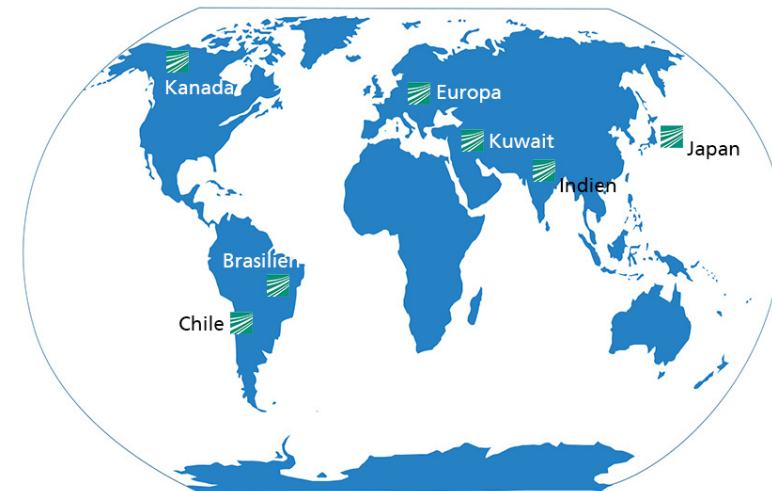 Kanada
Europa
Kuwait
Japan
Indien
Brasilien
Chile